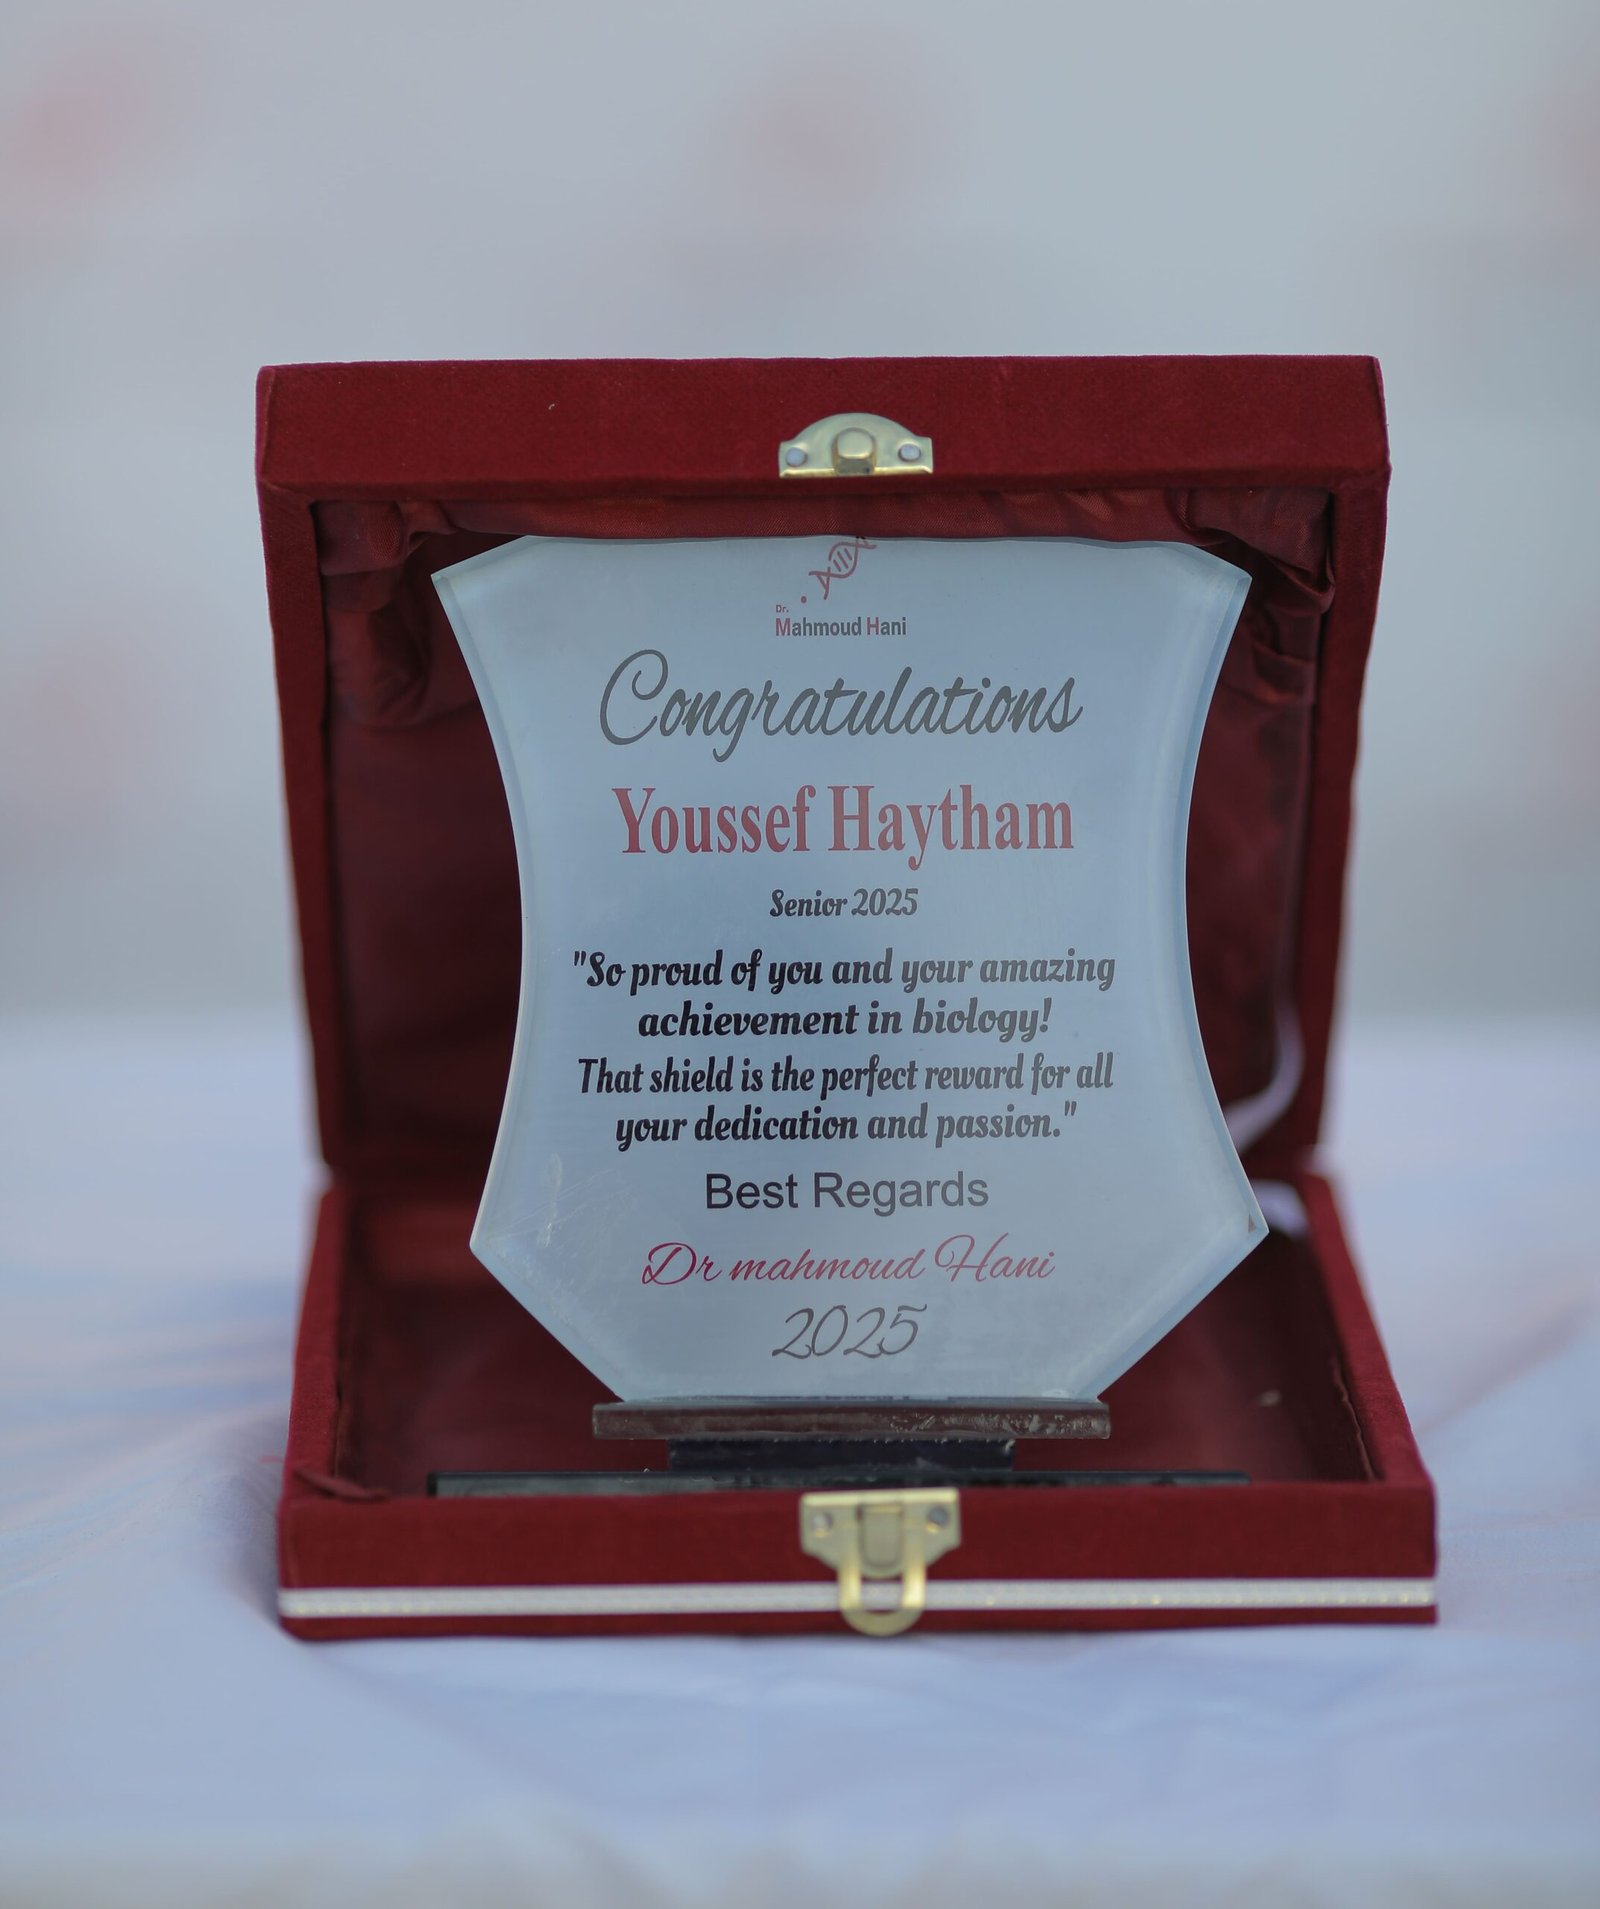 Dr.
Mahmoud Hani
Congratulations
Youssef Haytham
Senior 2025
"So proud of you and your amazing
achievement in biology!
That shield is the perfect reward for all
your dedication and passion."
Best Regards
Dr mahmoud Hani
2025